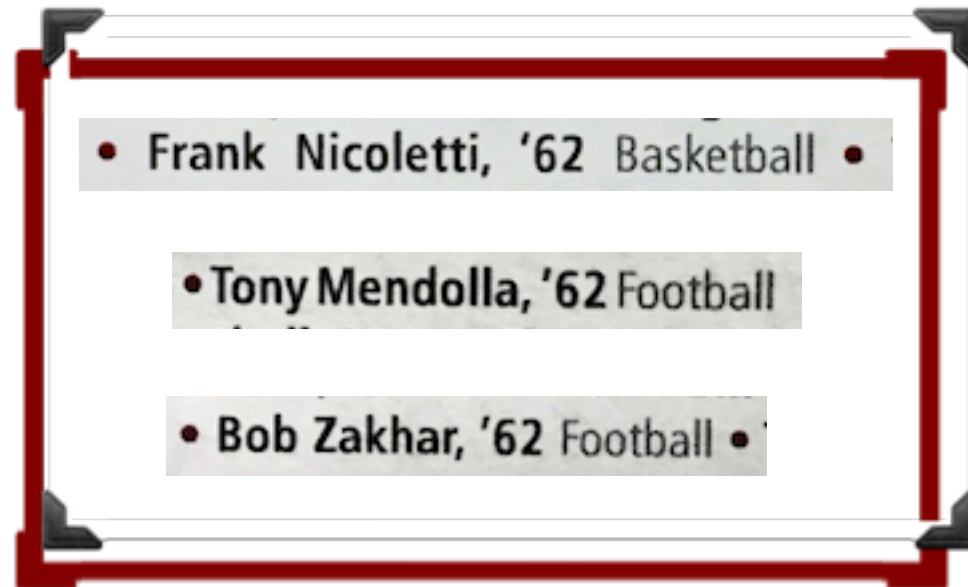 • Frank Nicoletti, '62 Basketball •
• Tony Mendolla, '62 Football
• Bob Zakhar, '62 Football •